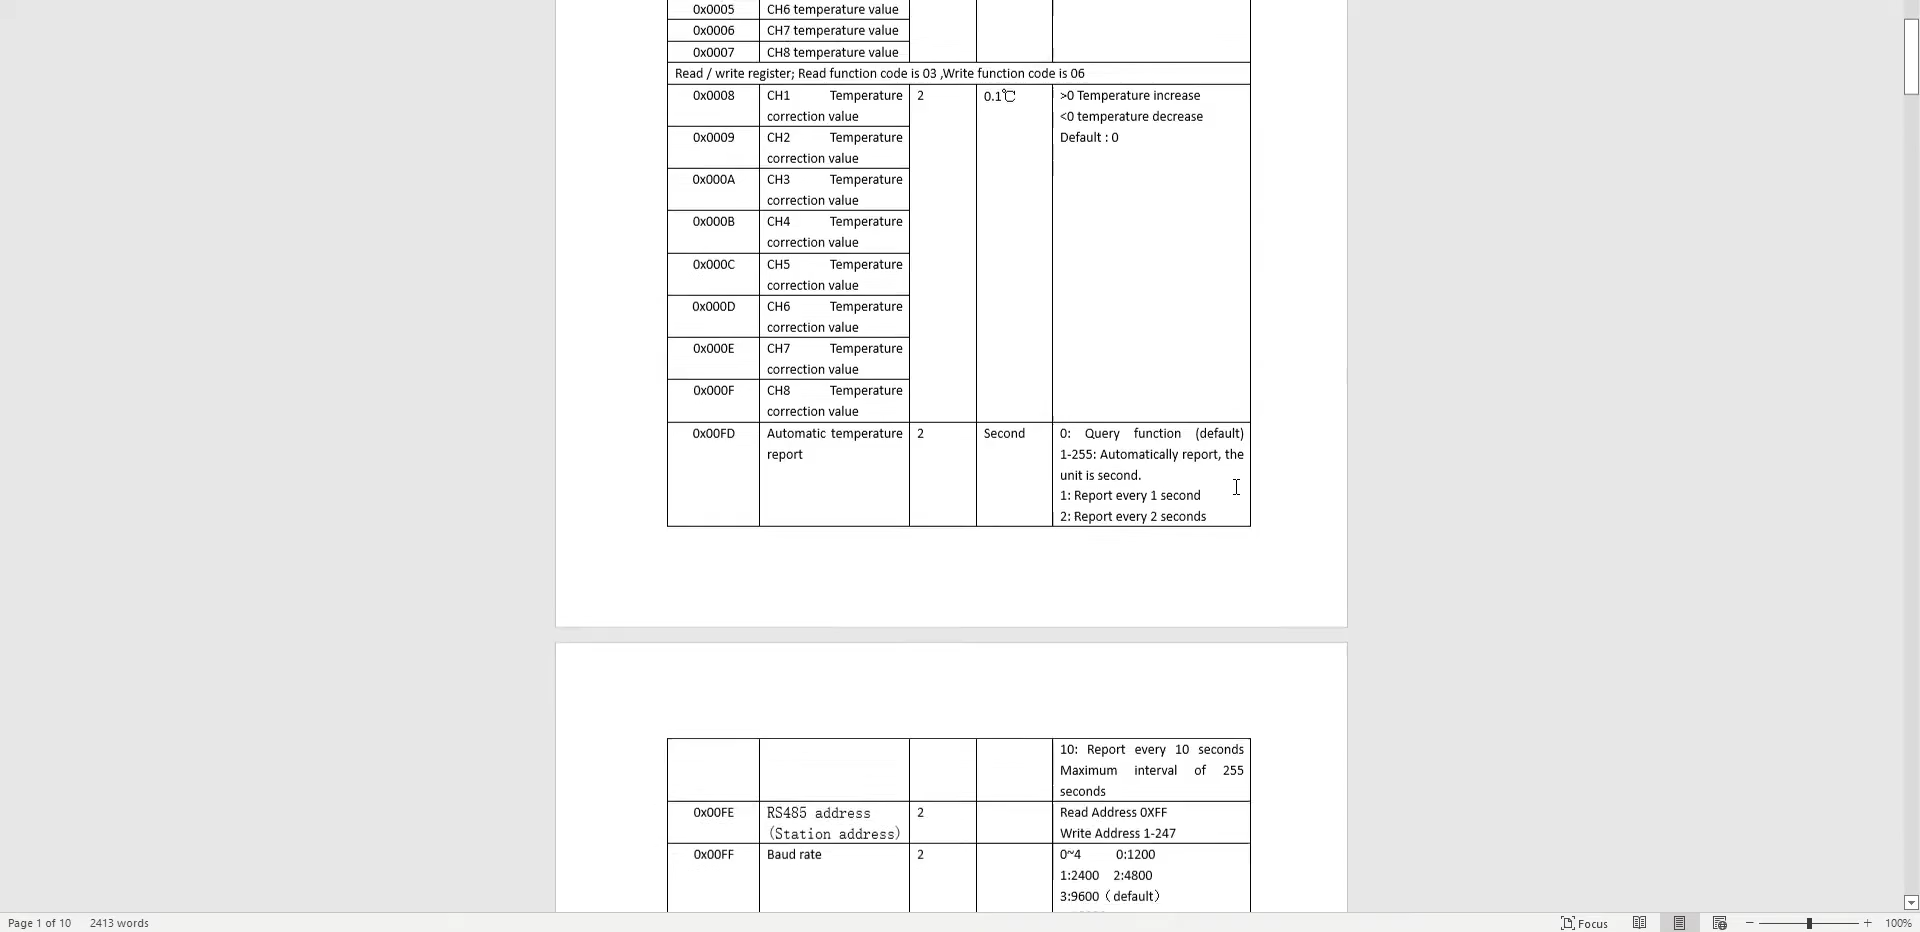 0x0005 CH6 temperature value
0x0006 CH7 temperature value
0x0007 CH8 temperature value
Read / write register; Read function code is 03 ,Write function code is 06
0x0008 CH1 Temperature 2 0.1℃ >0 Temperature increase
correction value <0 temperature decrease
0x0009 CH2 Temperature Default : 0
correction value
0x000A CH3 Temperature
correction value
0x000B CH4 Temperature
correction value
0x000C CH5 Temperature
correction value
0x000D CH6 Temperature
correction value
0x000E CH7 Temperature
correction value
0x000F CH8 Temperature
correction value
0x00FD Automatic temperature 2 Second 0: Query function (default)
report 1-255: Automatically report, the
unit is second.
1: Report every 1 second
2: Report every 2 seconds
10: Report every 10 seconds
Maximum interval of 255
seconds
0x00FE RS485 address 2 Read Address 0XFF
(Station address) Write Address 1-247
0x00FF Baud rate 2 0~4 0:1200
1:2400 2:4800
3:9600（default）
Page 1 of 10 2413 words Focus 100%